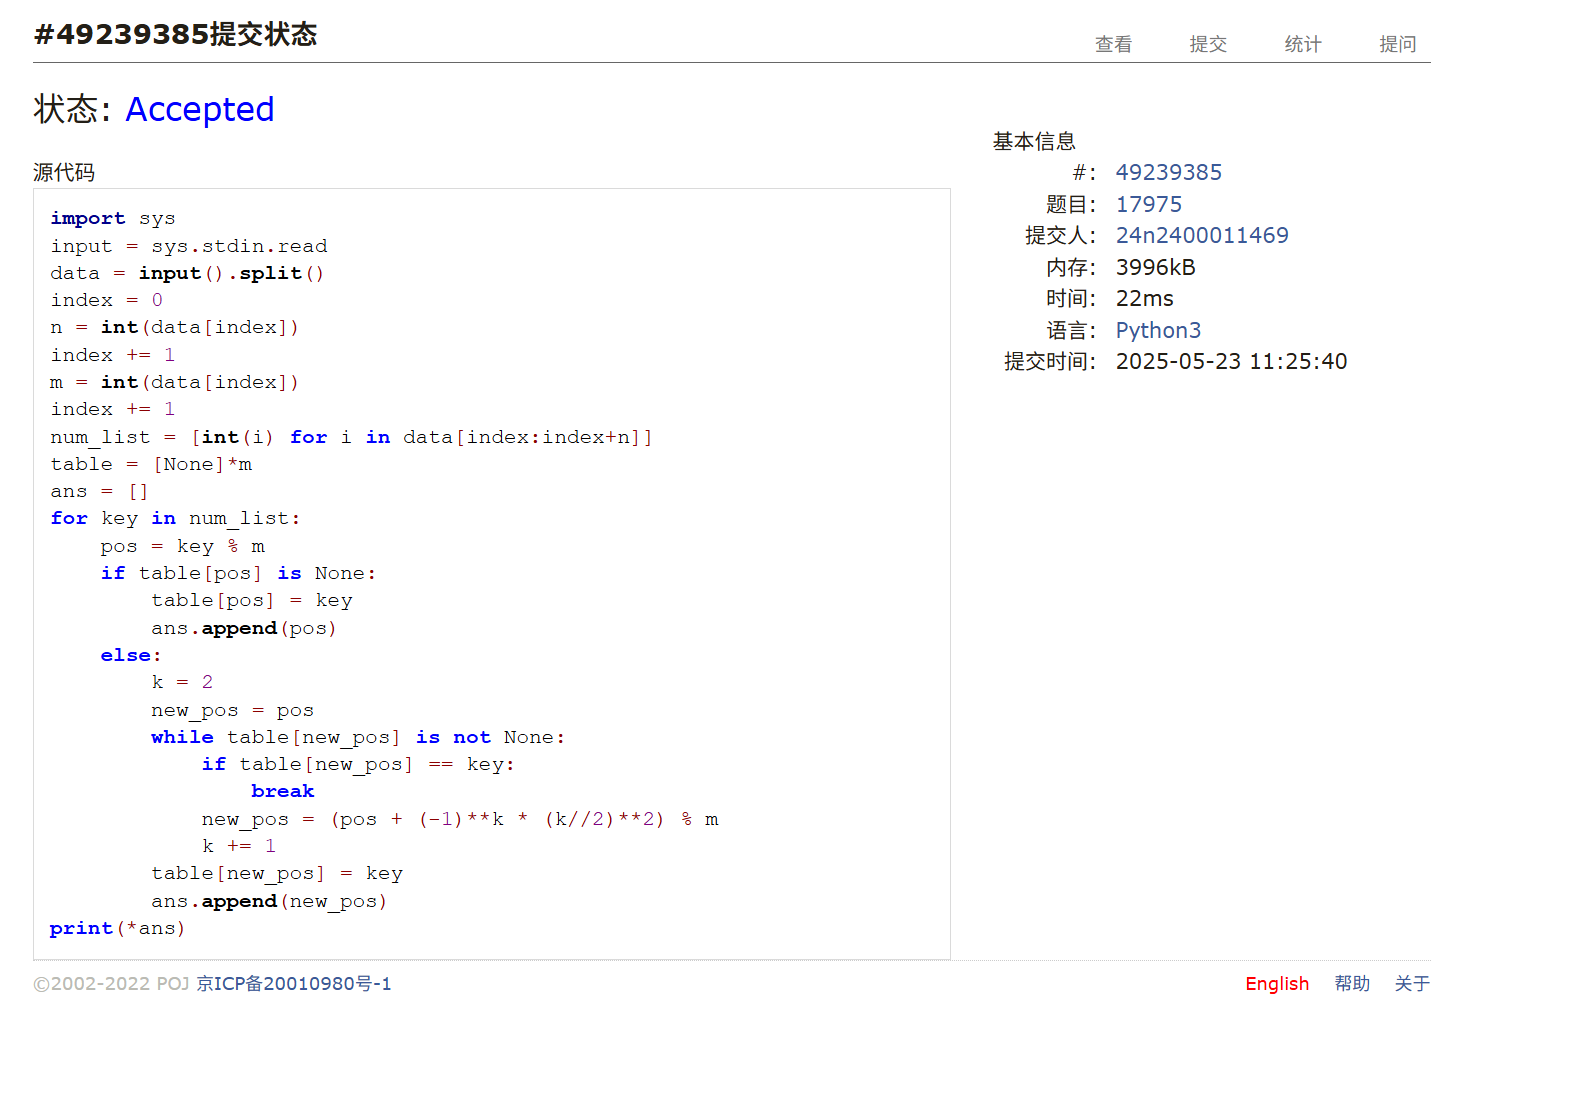 #49239385提交状态
查看 提交 统计 提问
状态: Accepted
源代码
import sys
input = sys.stdin.read
data = input().split()
index = 0
n = int(data[index])
index += 1
m = int(data[index])
index += 1
num_list = [int(i) for i in data[index:index+n]]
table = [None]*m
ans = []
for key in num_list:
    pos = key % m
    if table[pos] is None:
        table[pos] = key
        ans.append(pos)
    else:
        k = 2
        new_pos = pos
        while table[new_pos] is not None:
            if table[new_pos] == key:
                break
            new_pos = (pos + (-1)**k * (k//2)**2) % m
            k += 1
        table[new_pos] = key
        ans.append(new_pos)
print(*ans)
基本信息
#: 49239385
题目: 17975
提交人: 24n2400011469
内存: 3996kB
时间: 22ms
语言: Python3
提交时间: 2025-05-23 11:25:40
©2002-2022 POJ 京ICP备20010980号-1
English 帮助 关于